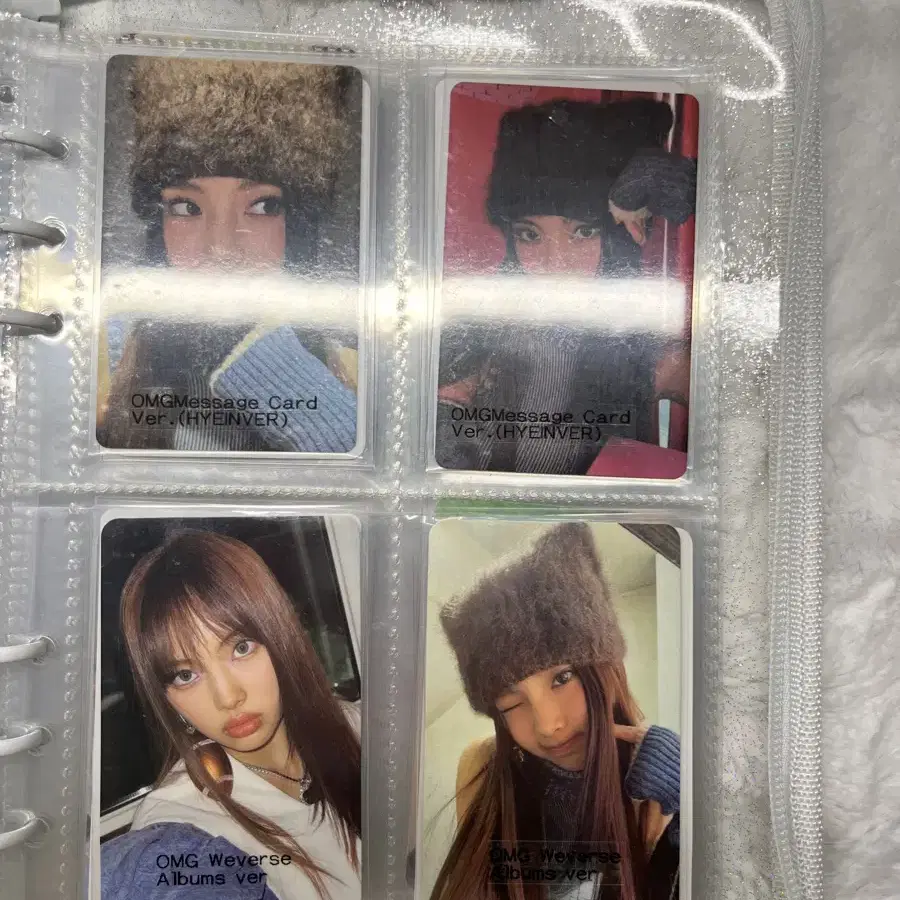 OMGMessage Card
Ver.(HYEINVER)
OMGMessage Card
Ver.(HYEINVER)
OMG Weverse
Albums ver
OMG Weverse
Albums ver